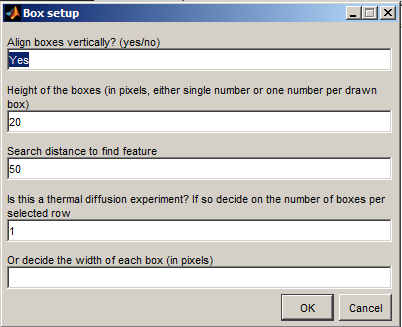 Box setup
Align boxes vertically? (yes/no)
Yes
Height of the boxes (in pixels, either single number or one number per drawn
box)
20
Search distance to find feature
50
Is this a thermal diffusion experiment? If so decide on the number of boxes per
selected row
1
Or decide the width of each box (in pixels)
OK Cancel